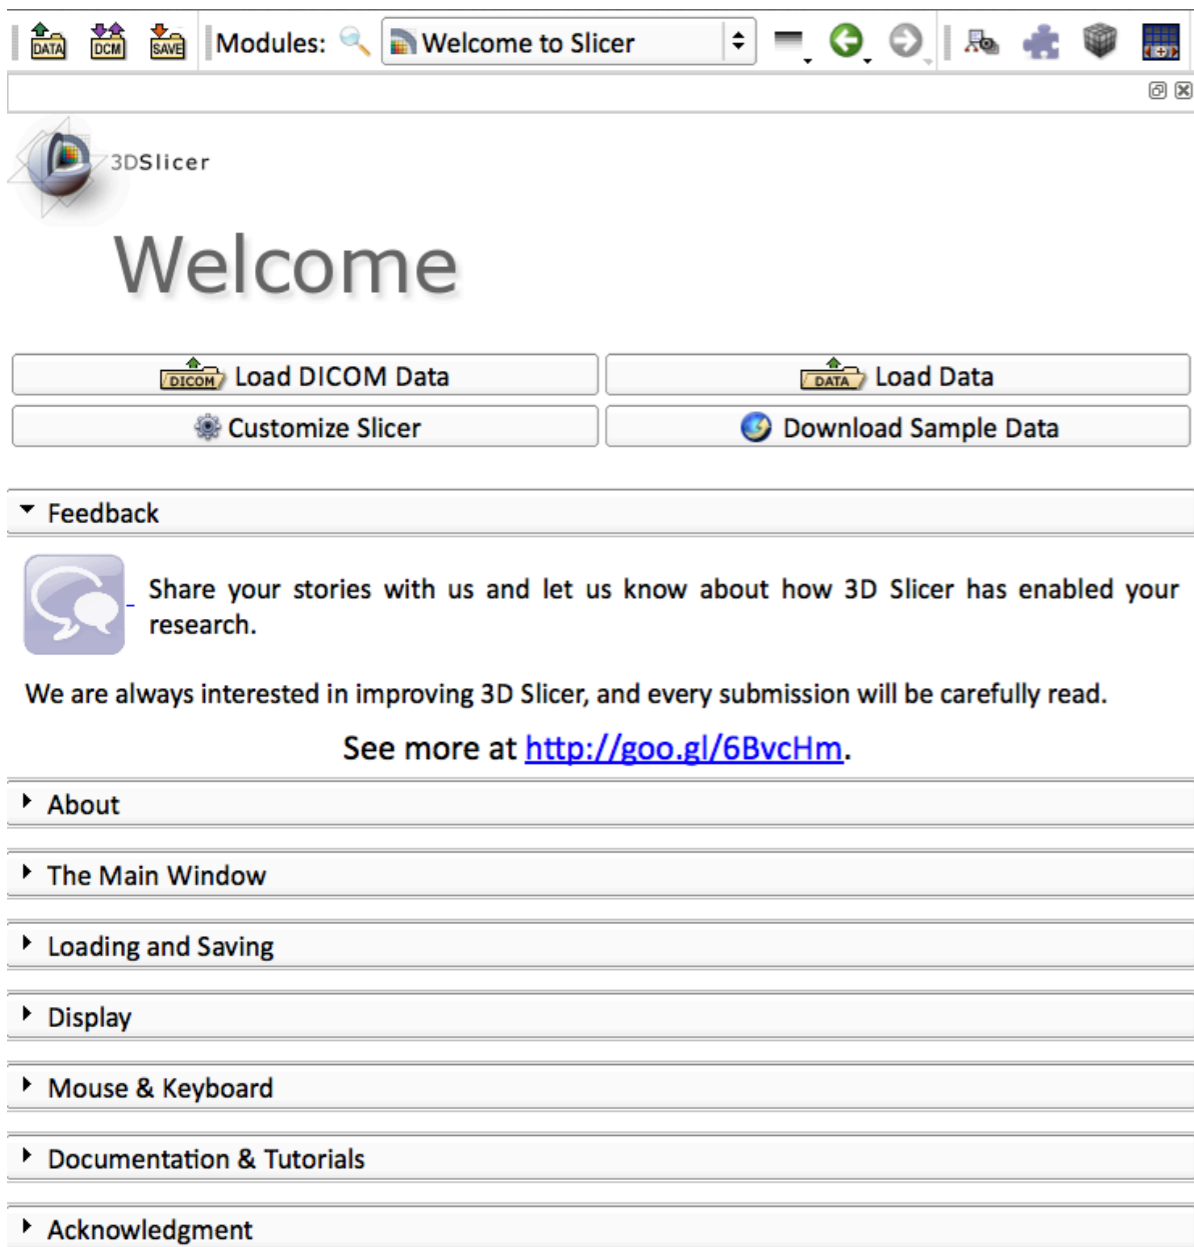 DATA DCM SAVE Modules: Welcome to Slicer
3DSlicer
Welcome
DICOM Load DICOM Data
DATA Load Data
Customize Slicer
Download Sample Data
Feedback
Share your stories with us and let us know about how 3D Slicer has enabled your
research.
We are always interested in improving 3D Slicer, and every submission will be carefully read.
See more at http://goo.gl/6BvcHm.
About
The Main Window
Loading and Saving
Display
Mouse & Keyboard
Documentation & Tutorials
Acknowledgment